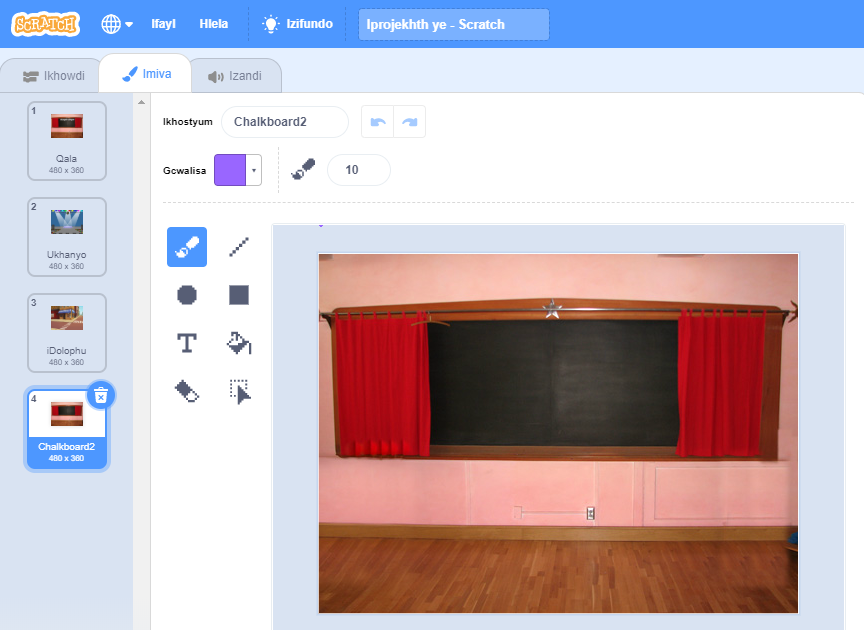 SCRATCH Ifayl Hlela Izifundo Iprojekhth ye - Scratch
Ikhowdi Imiva Izandi
1
Qala
480 x 360
2
Ukhanyo
480 x 360
3
iDolophu
480 x 360
4
Chalkboard2
480 x 360
Ikhostyum Chalkboard2
Gcwalisa 10
T